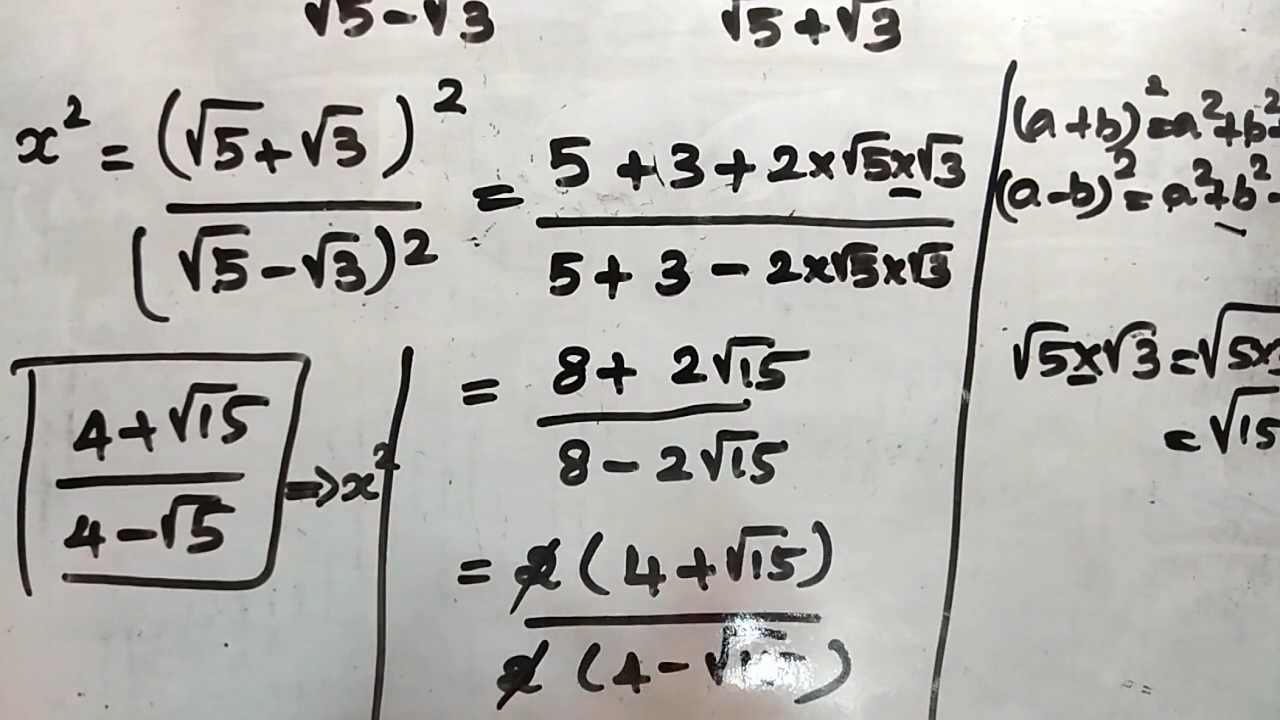 √5-√3 √5+√3
x² = (√5+√3)² / (√5-√3)² = 5+3+2×√5×√3 / 5+3-2×√5×√3
= 8+2√15 / 8-2√15
= 2(4+√15) / 2(4-√
4+√15 / 4-√5 ⇒ x²
(a+b)²=a²+b²
(a-b)²=a²+b²-
√5×√3=√5×3
=√15